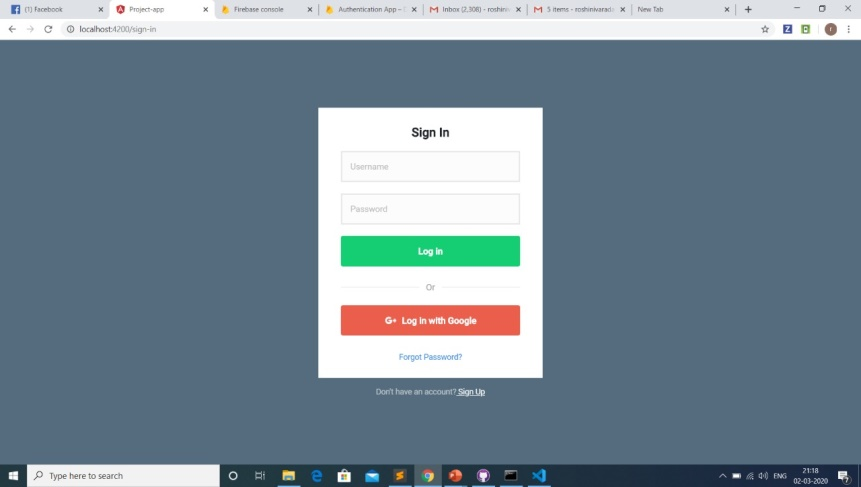 (1) Facebook
Project-app
Firebase console
Authentication App –
Inbox (2,308) - roshini
5 items - roshinivarad
New Tab
localhost:4200/sign-in
Sign In
Username
Password
Log in
Or
G+ Log in with Google
Forgot Password?
Don't have an account? Sign Up
Type here to search
ENG
21:18
02-03-2020